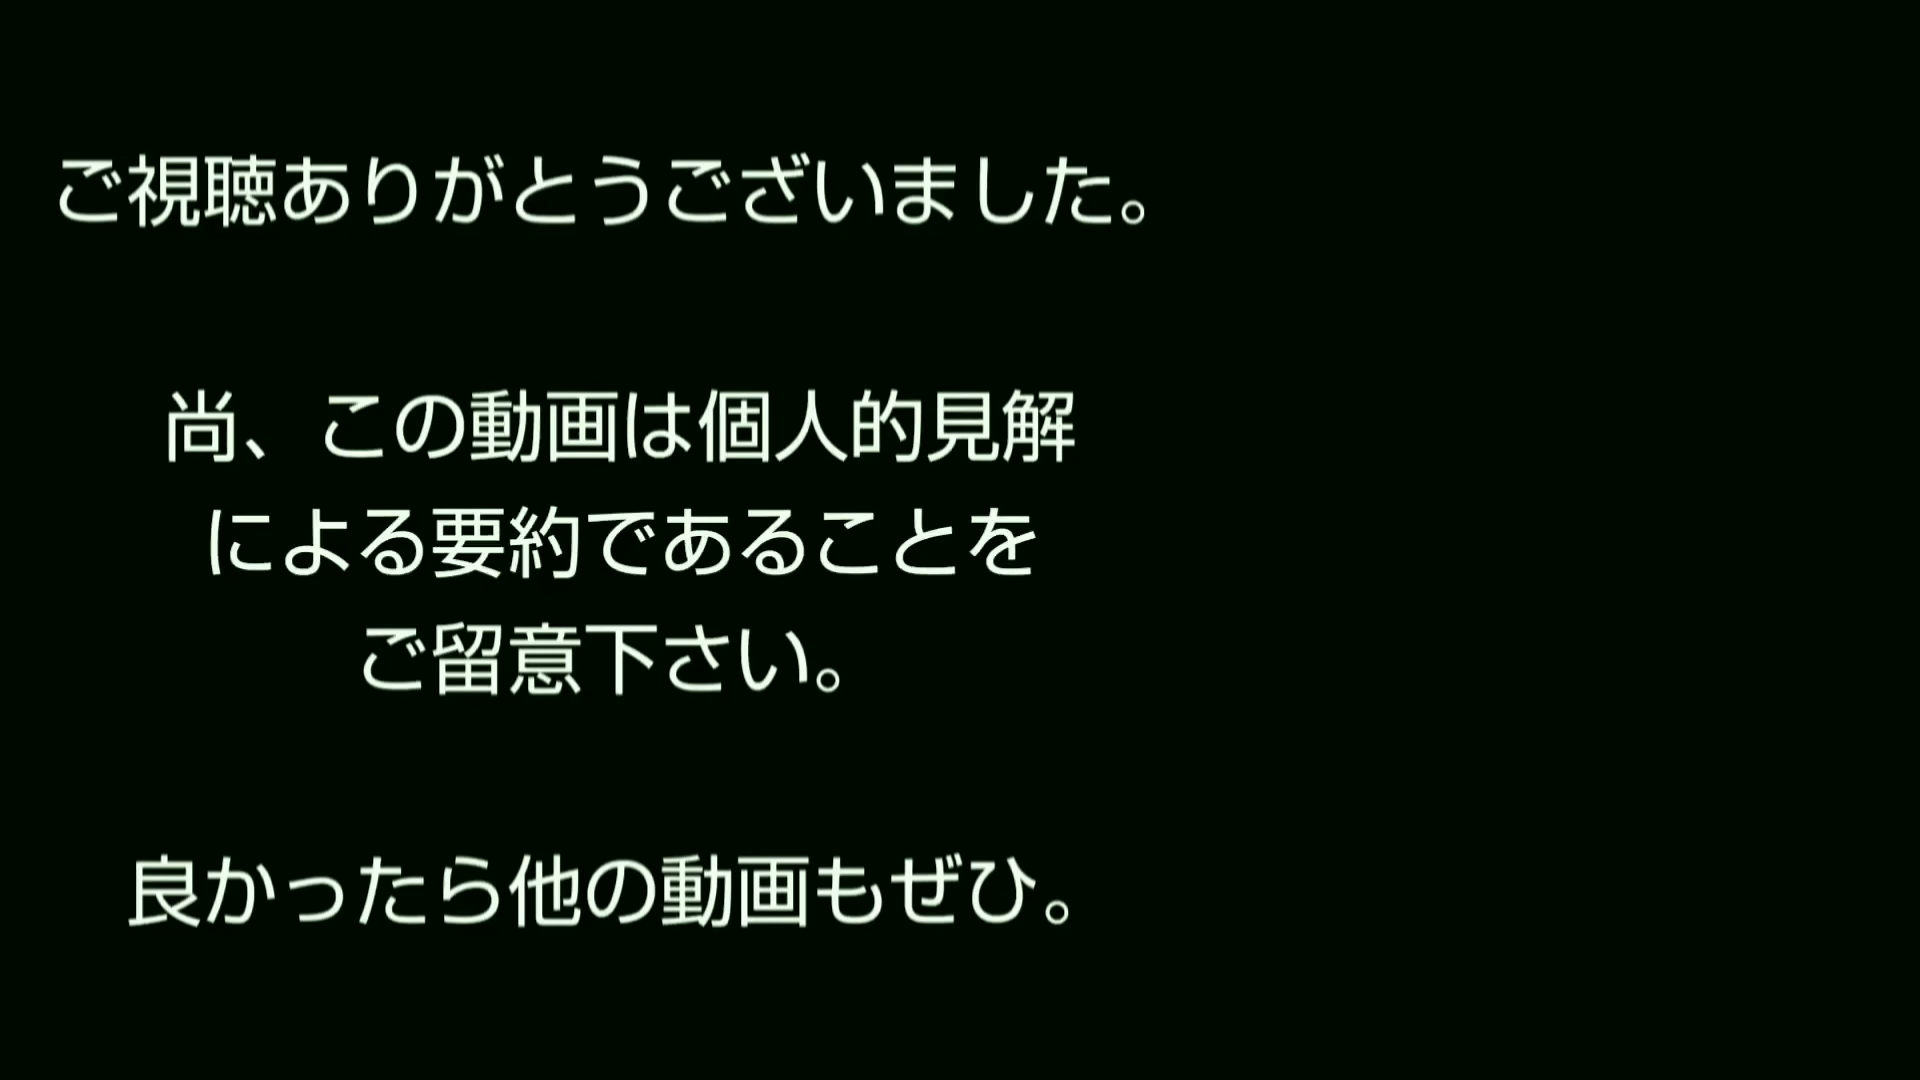 ご視聴ありがとうございました。
尚、この動画は個人的見解
による要約であることを
ご留意下さい。
良かったら他の動画もぜひ。